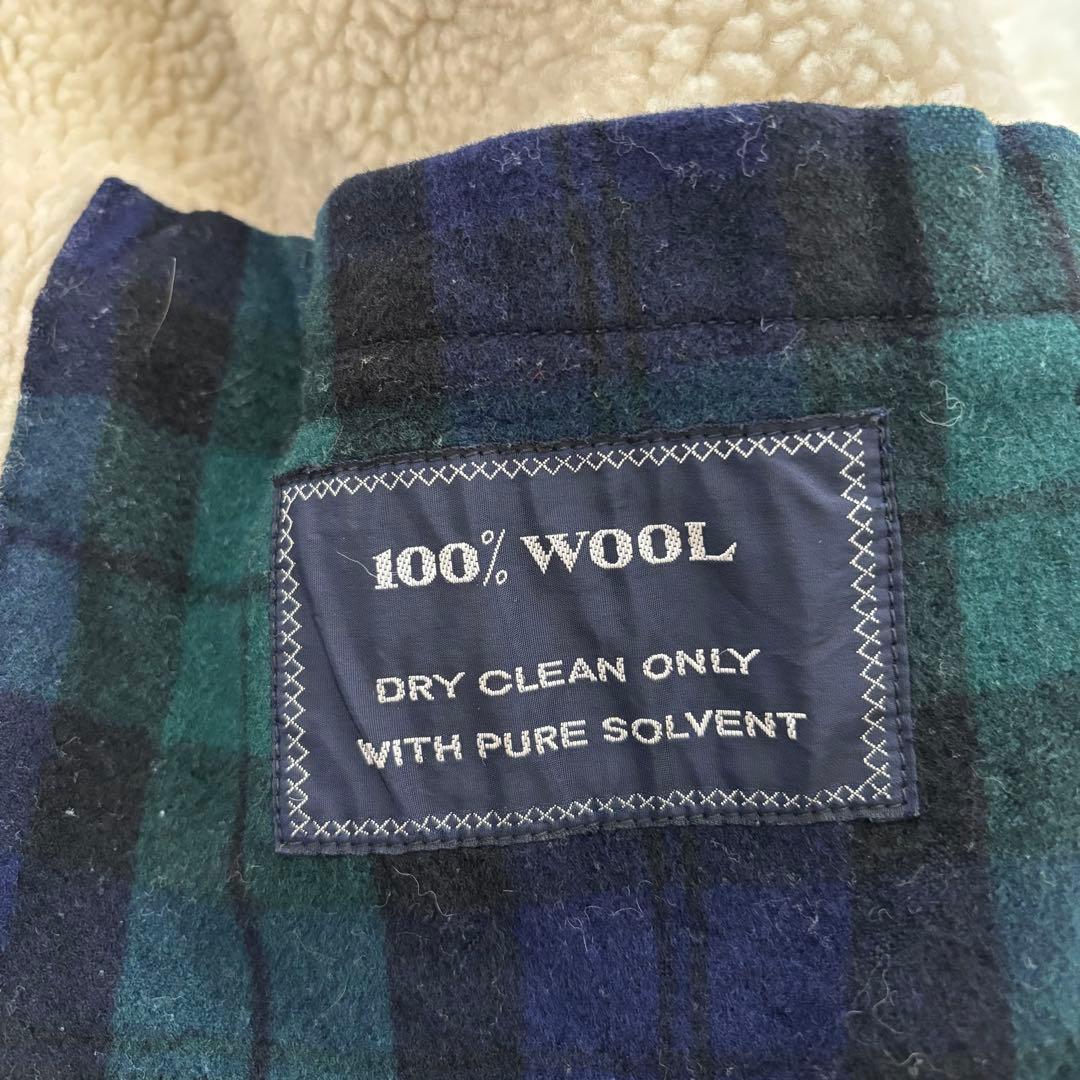 100% WOOL
DRY CLEAN ONLY
WITH PURE SOLVENT